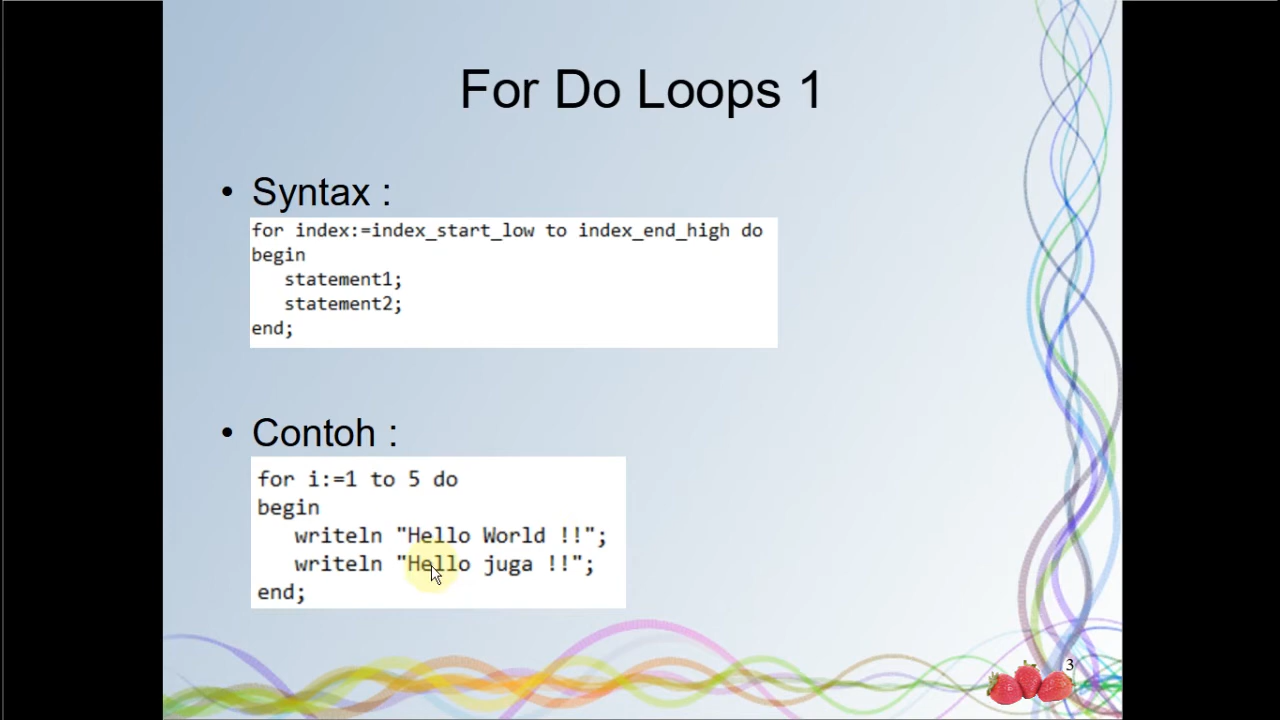 For Do Loops 1
• Syntax :
for index:=index_start_low to index_end_high do
begin
statement1;
statement2;
end;
• Contoh :
for i:=1 to 5 do
begin
writeln "Hello World !!";
writeln "Hello juga !!";
end;
3